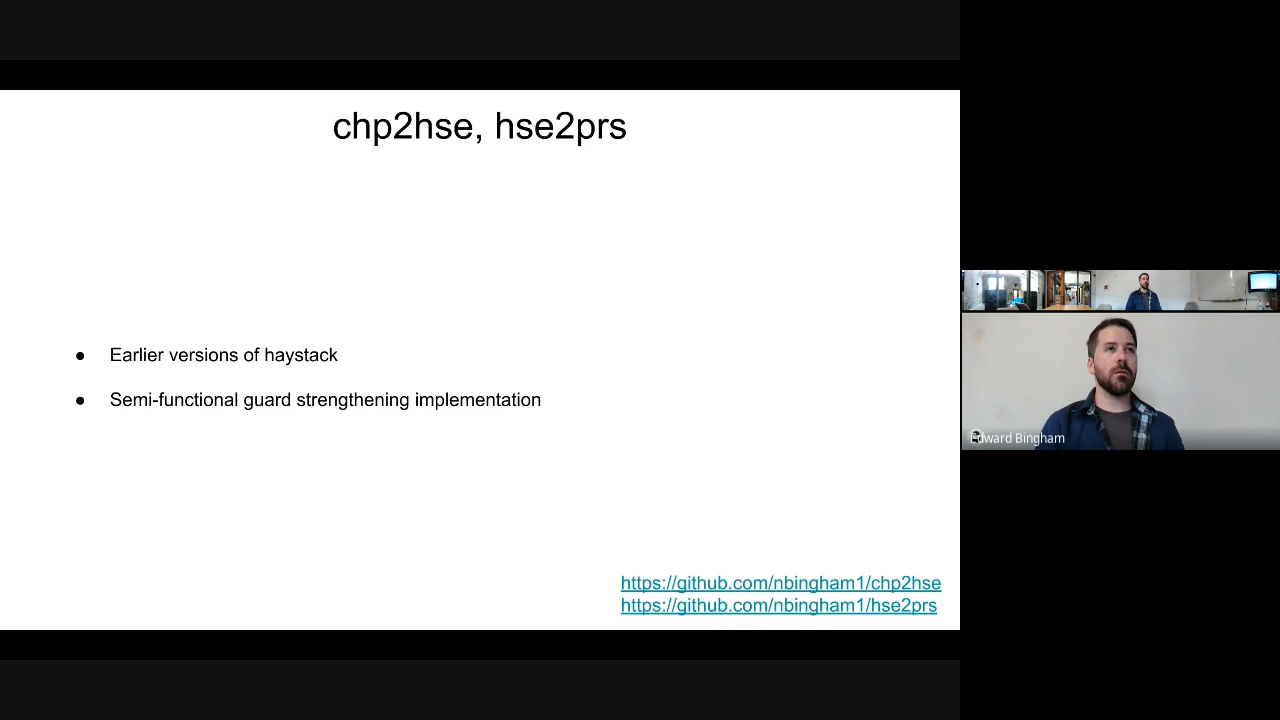 chp2hse, hse2prs
● Earlier versions of haystack
● Semi-functional guard strengthening implementation
https://github.com/nbingham1/chp2hse
https://github.com/nbingham1/hse2prs
Edward Bingham